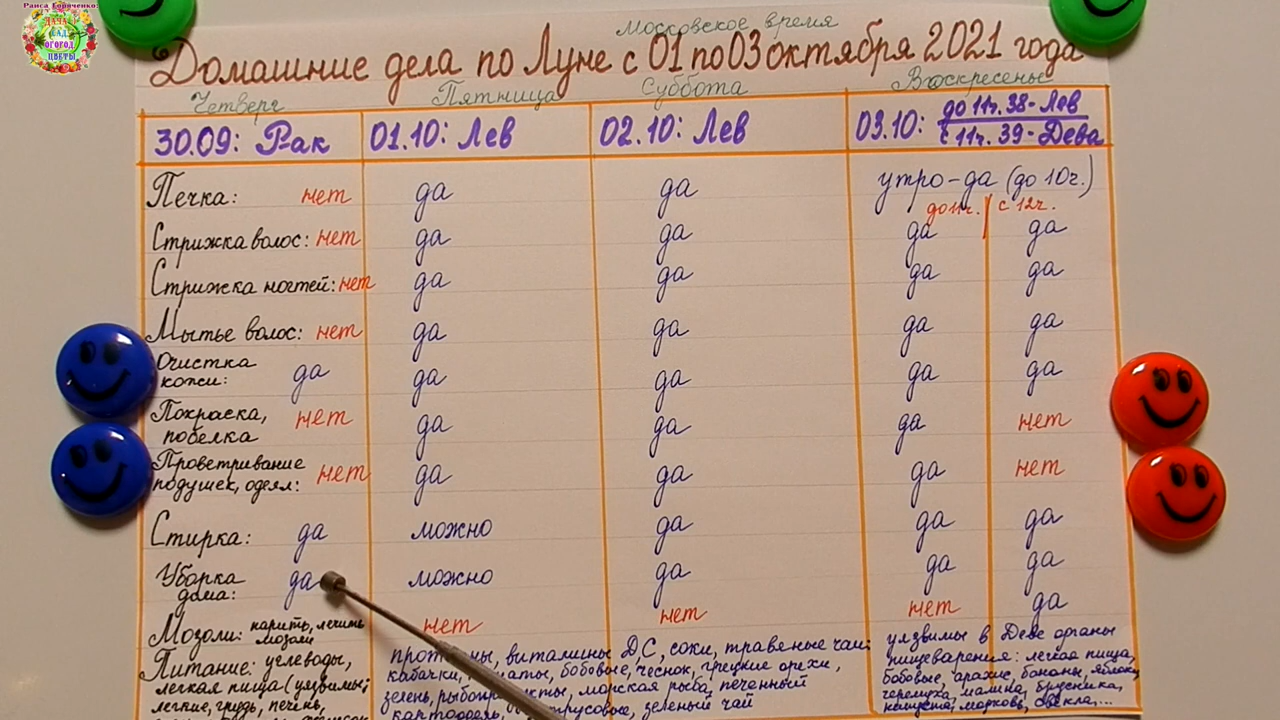 Раиса Горяченко:
ДАЧА
САД
ОГОРОД
ЦВЕТЫ
московское время
Домашние дела по Луне с 01 по 03 октября 2021 года
Четверг Пятница Суббота Воскресенье
30.09: Рак 01.10: Лев 02.10: Лев 03.10: до 11ч.38-Лев
с 11ч.39-Дева
Печка: нет да да утро-да (до 10ч.)
до 11ч. с 12ч.
Стрижка волос: нет да да да да
Стрижка ногтей: нет да да да да
Мытье волос: нет да да да да
Очистка
кожи: да да да да да
Покраска,
побелка нет да да да нет
Проветривание
подушек, одеял: нет да да да нет
Стирка: да можно да да да
Уборка
дома: да можно да да да
Мозоли: парить, лечить
мозоли нет нет нет да
Питание: углеводы,
легкая пища (уязвимы:
легкие, грудь, печень,
витамины ДС, соки, травяные чаи:
кабачки, бобовые, чеснок, грецкие орехи,
зелень, морская рыба, печенный
зеленый чай
уязвимы в Деве органы
пищеварения: легкая пища,
бобовые, арахис, бананы, яблоки,
черемуха, малина, брусника,
капуста, морковь, свекла,...